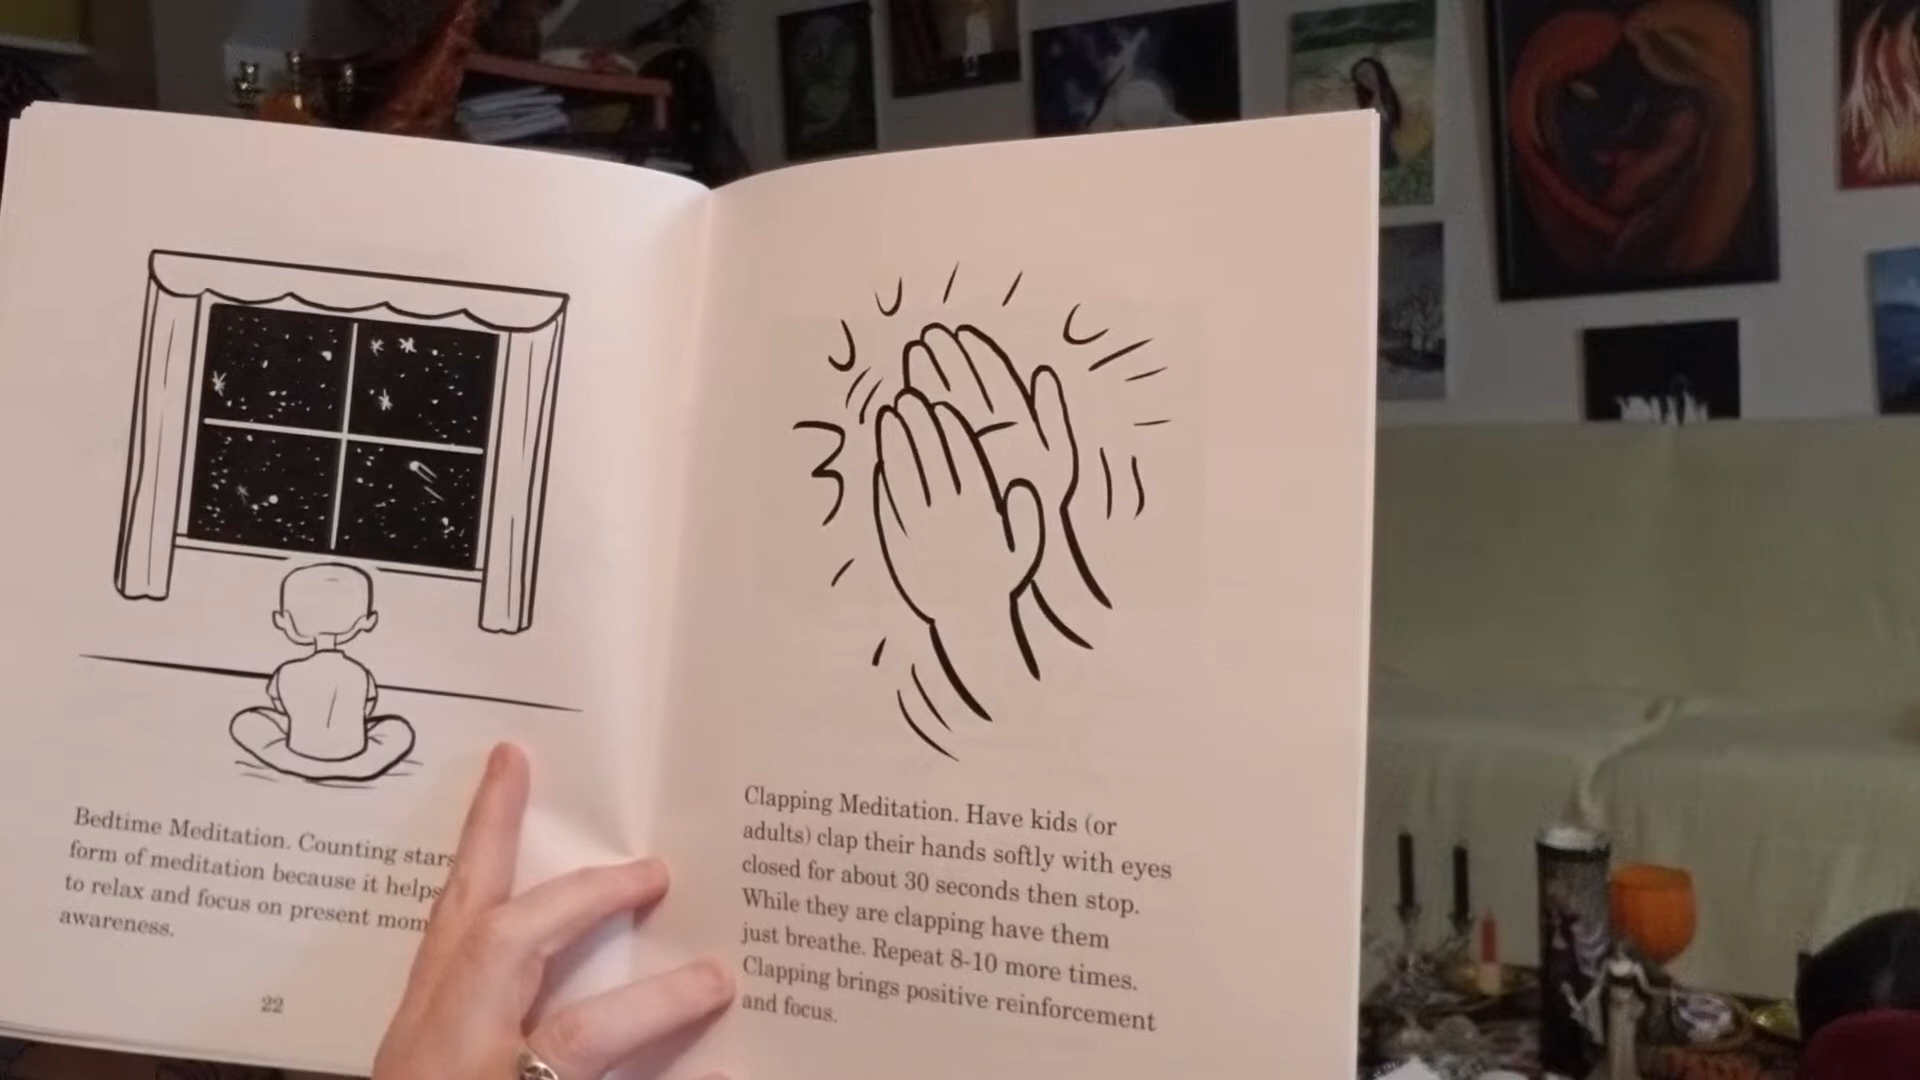 Bedtime Meditation. Counting stars
form of meditation because it helps
to relax and focus on present mom
awareness.
22
Clapping Meditation. Have kids (or
adults) clap their hands softly with eyes
closed for about 30 seconds then stop.
While they are clapping have them
just breathe. Repeat 8-10 more times.
Clapping brings positive reinforcement
and focus.